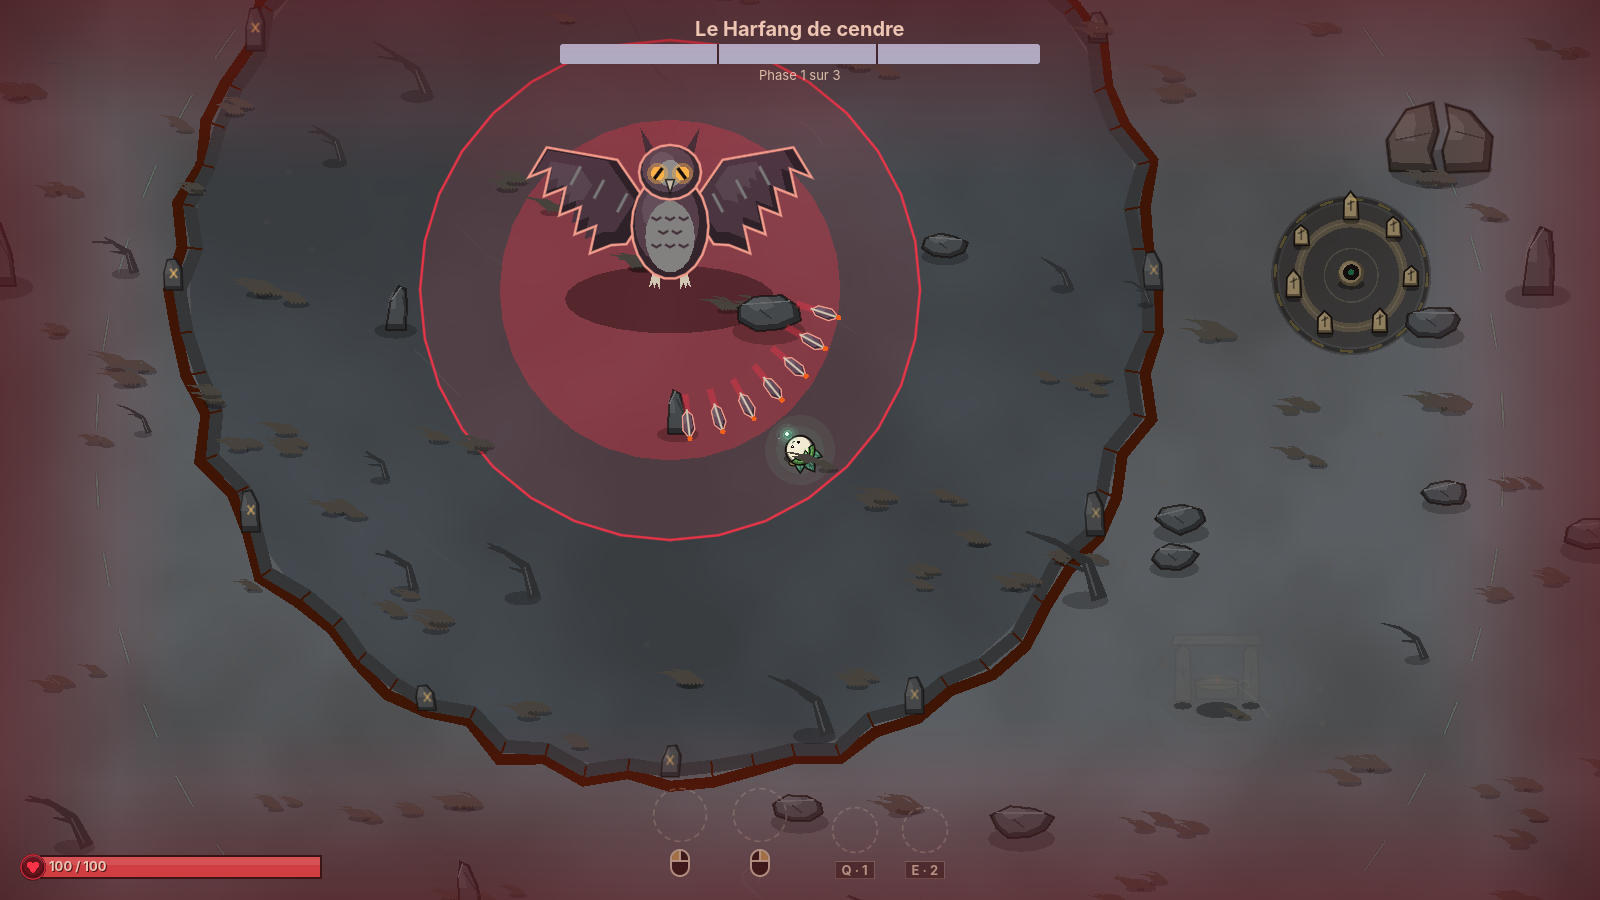 Le Harfang de cendre
Phase 1 sur 3
100 / 100
Q · 1
E · 2